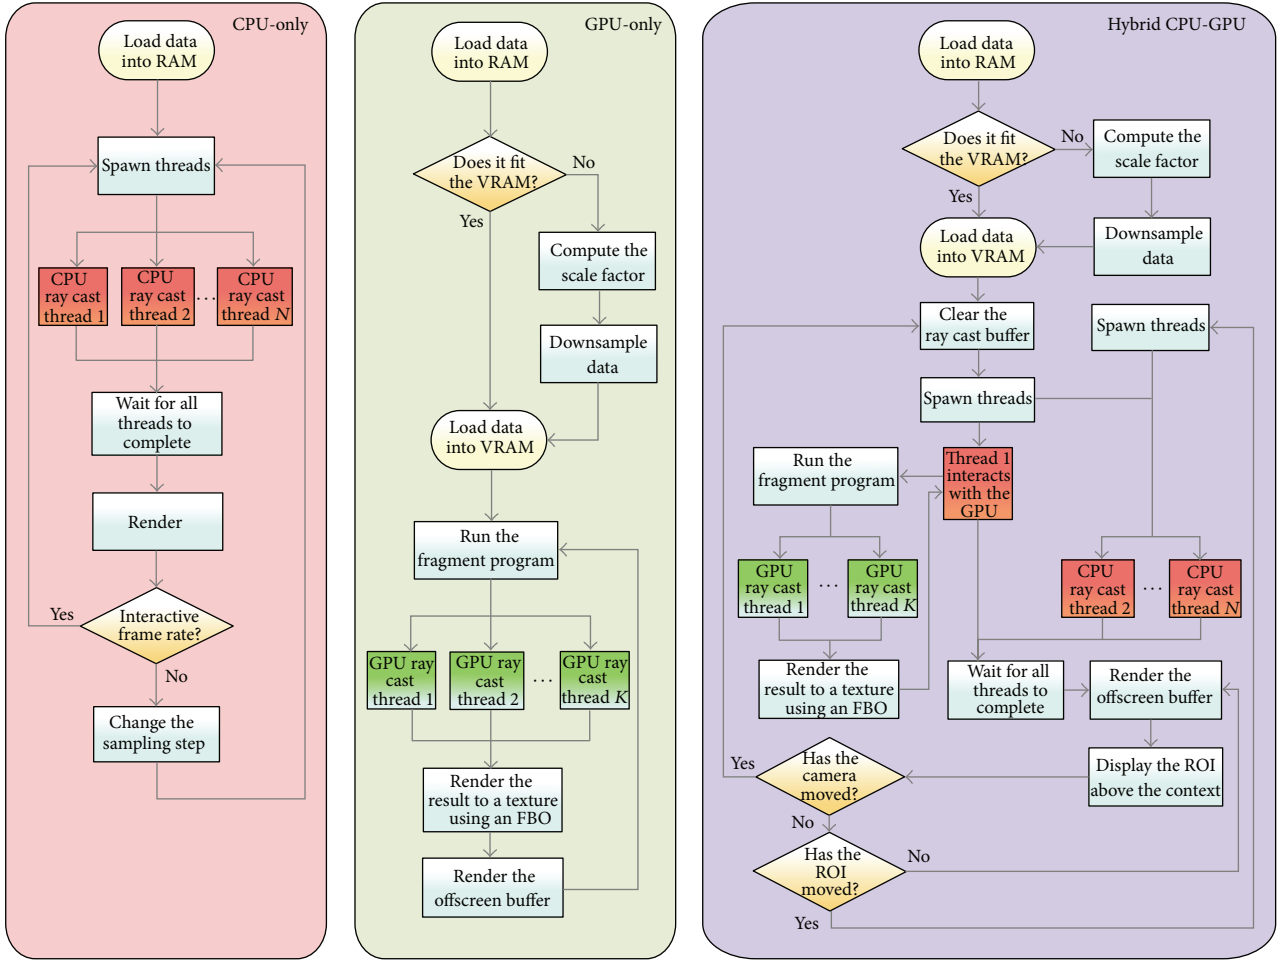 CPU-only
Load data
into RAM
Spawn threads
CPU
ray cast
thread 1
CPU
ray cast
thread 2
...
CPU
ray cast
thread N
Wait for all
threads to
complete
Render
Interactive
frame rate?
Yes
No
Change the
sampling step
GPU-only
Load data
into RAM
Does it fit
the VRAM?
No
Yes
Compute the
scale factor
Downsample
data
Load data
into VRAM
Run the
fragment program
GPU ray
cast
thread 1
GPU ray
cast
thread 2
...
GPU ray
cast
thread K
Render the
result to a texture
using an FBO
Render the
offscreen buffer
Hybrid CPU-GPU
Load data
into RAM
Does it fit
the VRAM?
No
Yes
Compute the
scale factor
Downsample
data
Load data
into VRAM
Clear the
ray cast buffer
Spawn threads
Spawn threads
Thread 1
interacts
with the
GPU
Run the
fragment program
GPU
ray cast
thread 1
...
GPU
ray cast
thread K
CPU
ray cast
thread 2
...
CPU
ray cast
thread N
Render the
result to a texture
using an FBO
Wait for all
threads to
complete
Render the
offscreen buffer
Display the ROI
above the context
Has the
camera
moved?
Yes
No
Has the
ROI
moved?
No
Yes